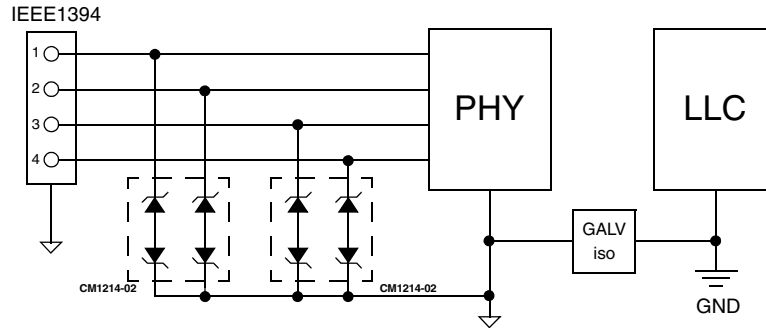 IEEE1394
1
2
3
4
PHY
LLC
GALV
iso
CM1214-02
CM1214-02
GND